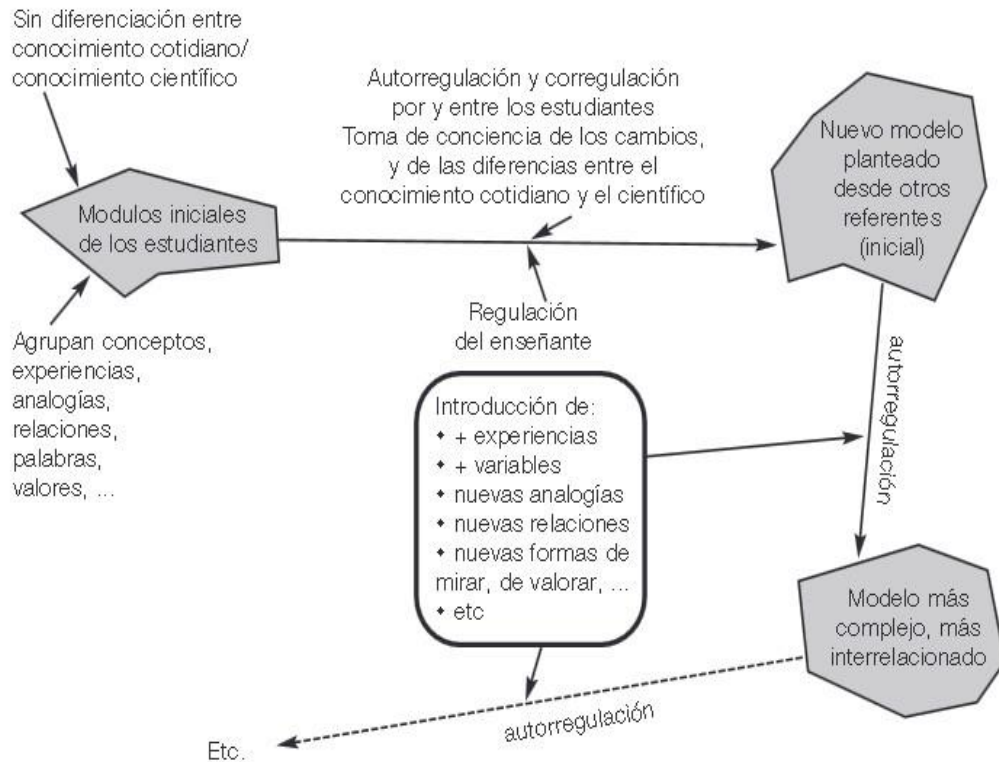 Sin diferenciación entre
conocimiento cotidiano/
conocimiento científico
Autorregulación y corregulación
por y entre los estudiantes
Toma de conciencia de los cambios,
y de las diferencias entre el
conocimiento cotidiano y el científico
Nuevo modelo
planteado
desde otros
referentes
(inicial)
Modulos iniciales
de los estudiantes
Regulación
del enseñante
Agrupan conceptos,
experiencias,
analogías,
relaciones,
palabras,
valores, ...
autorregulación
Introducción de:
• + experiencias
• + variables
• nuevas analogías
• nuevas relaciones
• nuevas formas de
mirar, de valorar, ...
• etc
Modelo más
complejo, más
interrelacionado
autorregulación
Etc.